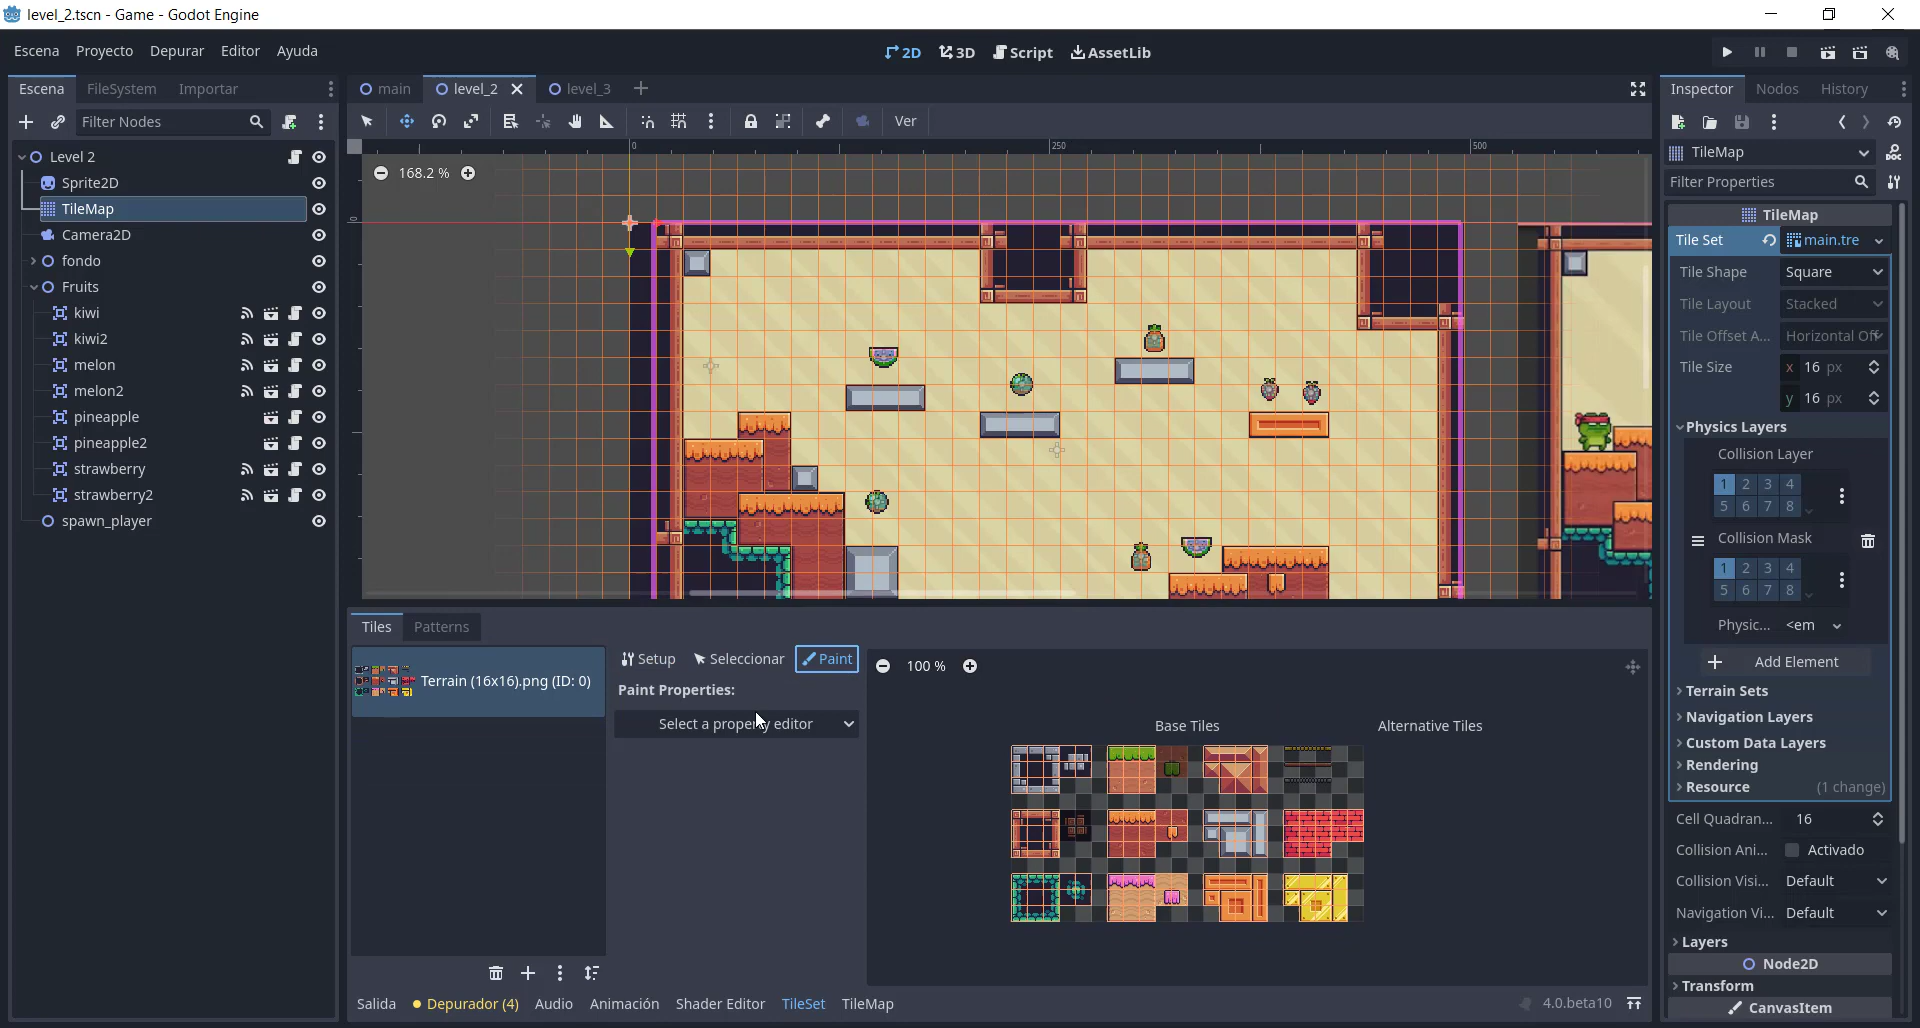 level_2.tscn - Game - Godot Engine
Escena Proyecto Depurar Editor Ayuda
2D 3D Script AssetLib
Escena FileSystem Importar
main level_2 level_3
Inspector Nodos History
Filter Nodes
Ver
TileMap
Filter Properties
0 250 500
0
168.2 %
Level 2
Sprite2D
TileMap
Camera2D
fondo
Fruits
kiwi
kiwi2
melon
melon2
pineapple
pineapple2
strawberry
strawberry2
spawn_player
TileMap
Tile Set main.tre
Tile Shape Square
Tile Layout Stacked
Tile Offset A... Horizontal Off
Tile Size x 16 px
y 16 px
Physics Layers
Collision Layer
1 2 3 4
5 6 7 8
Collision Mask
1 2 3 4
5 6 7 8
Physic... <em
Add Element
Terrain Sets
Navigation Layers
Custom Data Layers
Rendering
Resource (1 change)
Cell Quadran... 16
Collision Ani... Activado
Collision Visi... Default
Navigation Vi... Default
Layers
Node2D
Transform
CanvasItem
Tiles Patterns
Terrain (16x16).png (ID: 0)
Setup Seleccionar Paint
Paint Properties:
Select a property editor
100 %
Base Tiles Alternative Tiles
Salida Depurador (4) Audio Animación Shader Editor TileSet TileMap
4.0.beta10